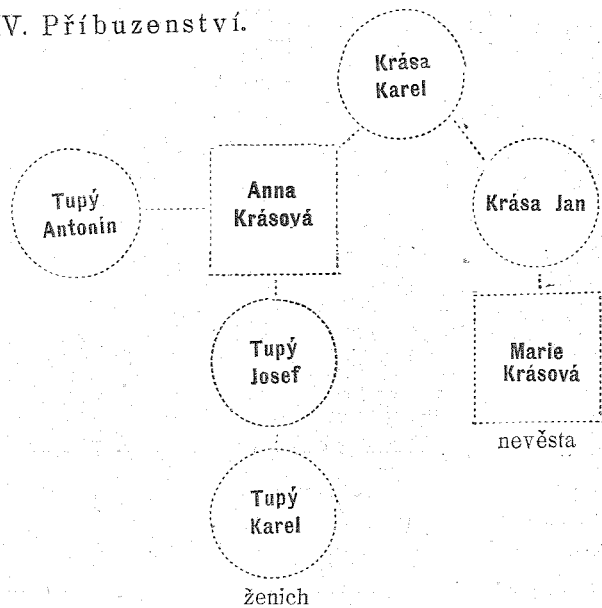 V. Příbuzenství.
Krása
Karel
Tupý
Antonín
Anna
Krásová
Krása Jan
Tupý
Josef
Marie
Krásová
nevěsta
Tupý
Karel
ženich